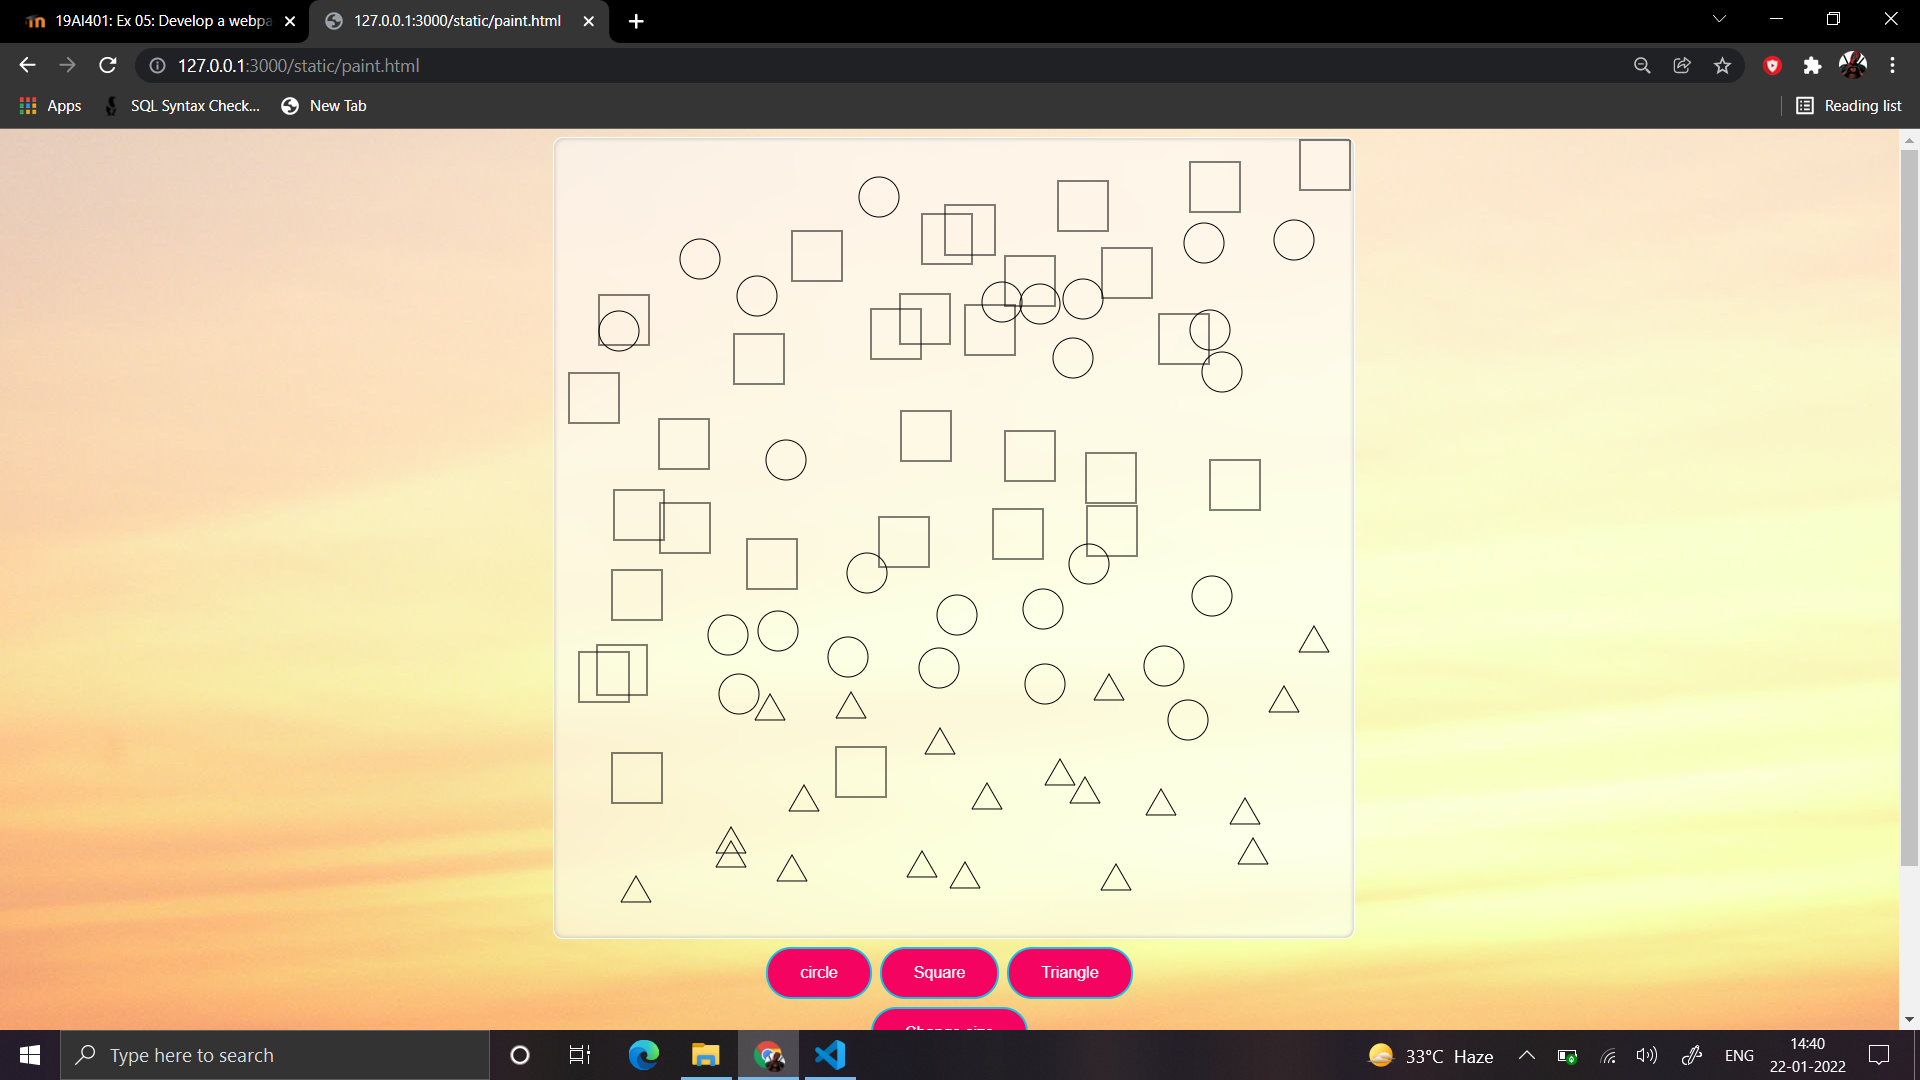 19AI401: Ex 05: Develop a webpa
127.0.0.1:3000/static/paint.html
127.0.0.1:3000/static/paint.html
Apps
SQL Syntax Check...
New Tab
Reading list
circle
Square
Triangle
Change size
Type here to search
33°C Haze
ENG
14:40
22-01-2022